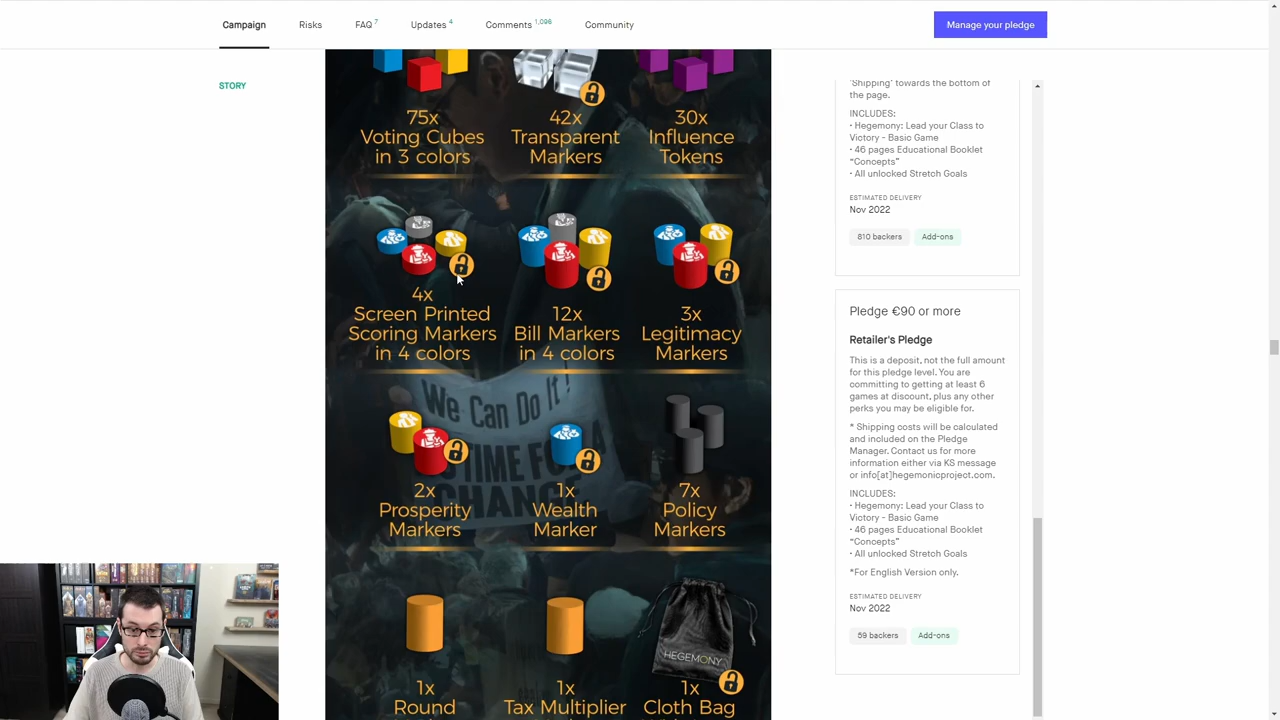 Campaign
Risks
FAQ 7
Updates 4
Comments 1,096
Community
Manage your pledge
STORY
75x
Voting Cubes
in 3 colors
42x
Transparent
Markers
30x
Influence
Tokens
4x
Screen Printed
Scoring Markers
in 4 colors
12x
Bill Markers
in 4 colors
3x
Legitimacy
Markers
We Can Do It!
TIME FO
CHANG
2x
Prosperity
Markers
1x
Wealth
Marker
7x
Policy
Markers
HEGEMONY
1x
Round
1x
Tax Multiplier
1x
Cloth Bag
'Shipping' towards the bottom of
the page.
INCLUDES:
• Hegemony: Lead your Class to
Victory - Basic Game
• 46 pages Educational Booklet
"Concepts"
• All unlocked Stretch Goals
ESTIMATED DELIVERY
Nov 2022
810 backers
Add-ons
Pledge €90 or more
Retailer's Pledge
This is a deposit, not the full amount
for this pledge level. You are
committing to getting at least 6
games at discount, plus any other
perks you may be eligible for.
* Shipping costs will be calculated
and included on the Pledge
Manager. Contact us for more
information either via KS message
or info[at]hegemonicproject.com.
INCLUDES:
• Hegemony: Lead your Class to
Victory - Basic Game
• 46 pages Educational Booklet
"Concepts"
• All unlocked Stretch Goals
*For English Version only.
ESTIMATED DELIVERY
Nov 2022
59 backers
Add-ons